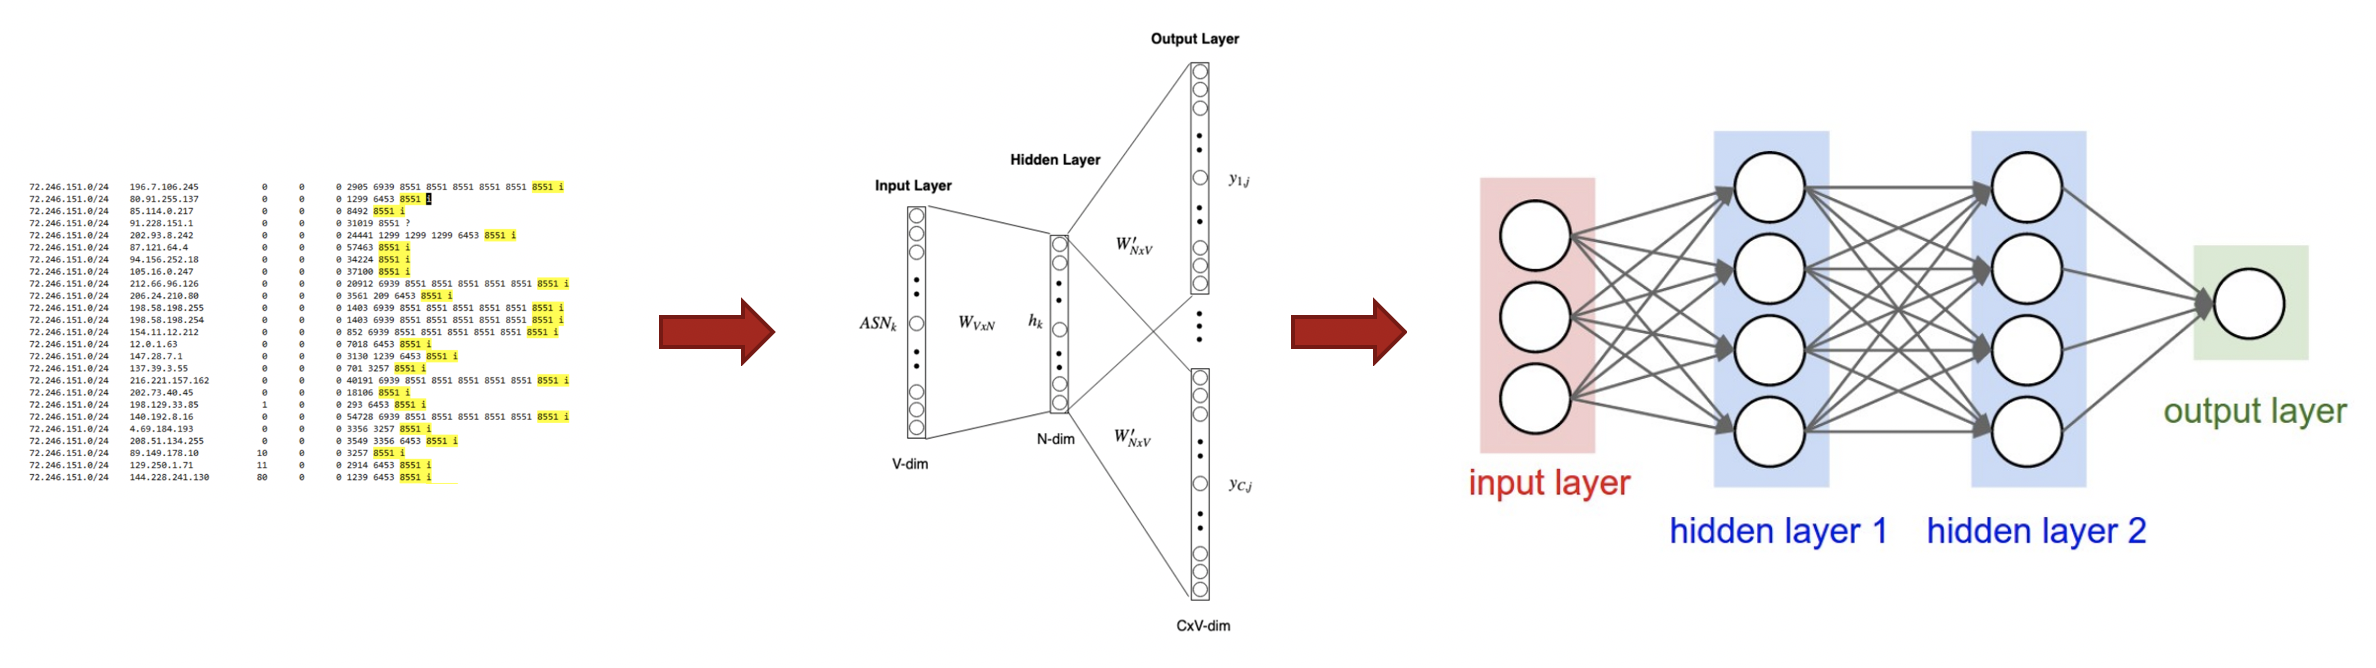 72.246.151.0/24 196.7.106.245 0 0 0 2905 6939 8551 8551 8551 8551 8551 8551 i
72.246.151.0/24 80.91.255.137 0 0 0 1299 6453 8551 i
72.246.151.0/24 85.114.0.217 0 0 0 8492 8551 i
72.246.151.0/24 91.228.151.1 0 0 0 31019 8551 ?
72.246.151.0/24 202.93.8.242 0 0 0 24441 1299 1299 1299 6453 8551 i
72.246.151.0/24 87.121.64.4 0 0 0 57463 8551 i
72.246.151.0/24 94.156.252.18 0 0 0 34224 8551 i
72.246.151.0/24 105.16.0.247 0 0 0 37100 8551 i
72.246.151.0/24 212.66.96.126 0 0 0 20912 6939 8551 8551 8551 8551 8551 8551 i
72.246.151.0/24 206.24.210.80 0 0 0 3561 209 6453 8551 i
72.246.151.0/24 198.58.198.255 0 0 0 1403 6939 8551 8551 8551 8551 8551 8551 i
72.246.151.0/24 198.58.198.254 0 0 0 1403 6939 8551 8551 8551 8551 8551 8551 i
72.246.151.0/24 154.11.12.212 0 0 0 852 6939 8551 8551 8551 8551 8551 8551 i
72.246.151.0/24 12.0.1.63 0 0 0 7018 6453 8551 i
72.246.151.0/24 147.28.7.1 0 0 0 3130 1239 6453 8551 i
72.246.151.0/24 137.39.3.55 0 0 0 701 3257 8551 i
72.246.151.0/24 216.221.157.162 0 0 0 40191 6939 8551 8551 8551 8551 8551 8551 i
72.246.151.0/24 202.73.40.45 0 0 0 18106 8551 i
72.246.151.0/24 198.129.33.85 1 0 0 293 6453 8551 i
72.246.151.0/24 140.192.8.16 0 0 0 54728 6939 8551 8551 8551 8551 8551 8551 i
72.246.151.0/24 4.69.184.193 0 0 0 3356 3257 8551 i
72.246.151.0/24 208.51.134.255 0 0 0 3549 3356 6453 8551 i
72.246.151.0/24 89.149.178.10 10 0 0 3257 8551 i
72.246.151.0/24 129.250.1.71 11 0 0 2914 6453 8551 i
72.246.151.0/24 144.228.241.130 80 0 0 1239 6453 8551 i
Output Layer
Hidden Layer
Input Layer
y1,j
W'NxV
ASNk
WVxN
hk
W'NxV
N-dim
V-dim
yC,j
CxV-dim
input layer
hidden layer 1
hidden layer 2
output layer